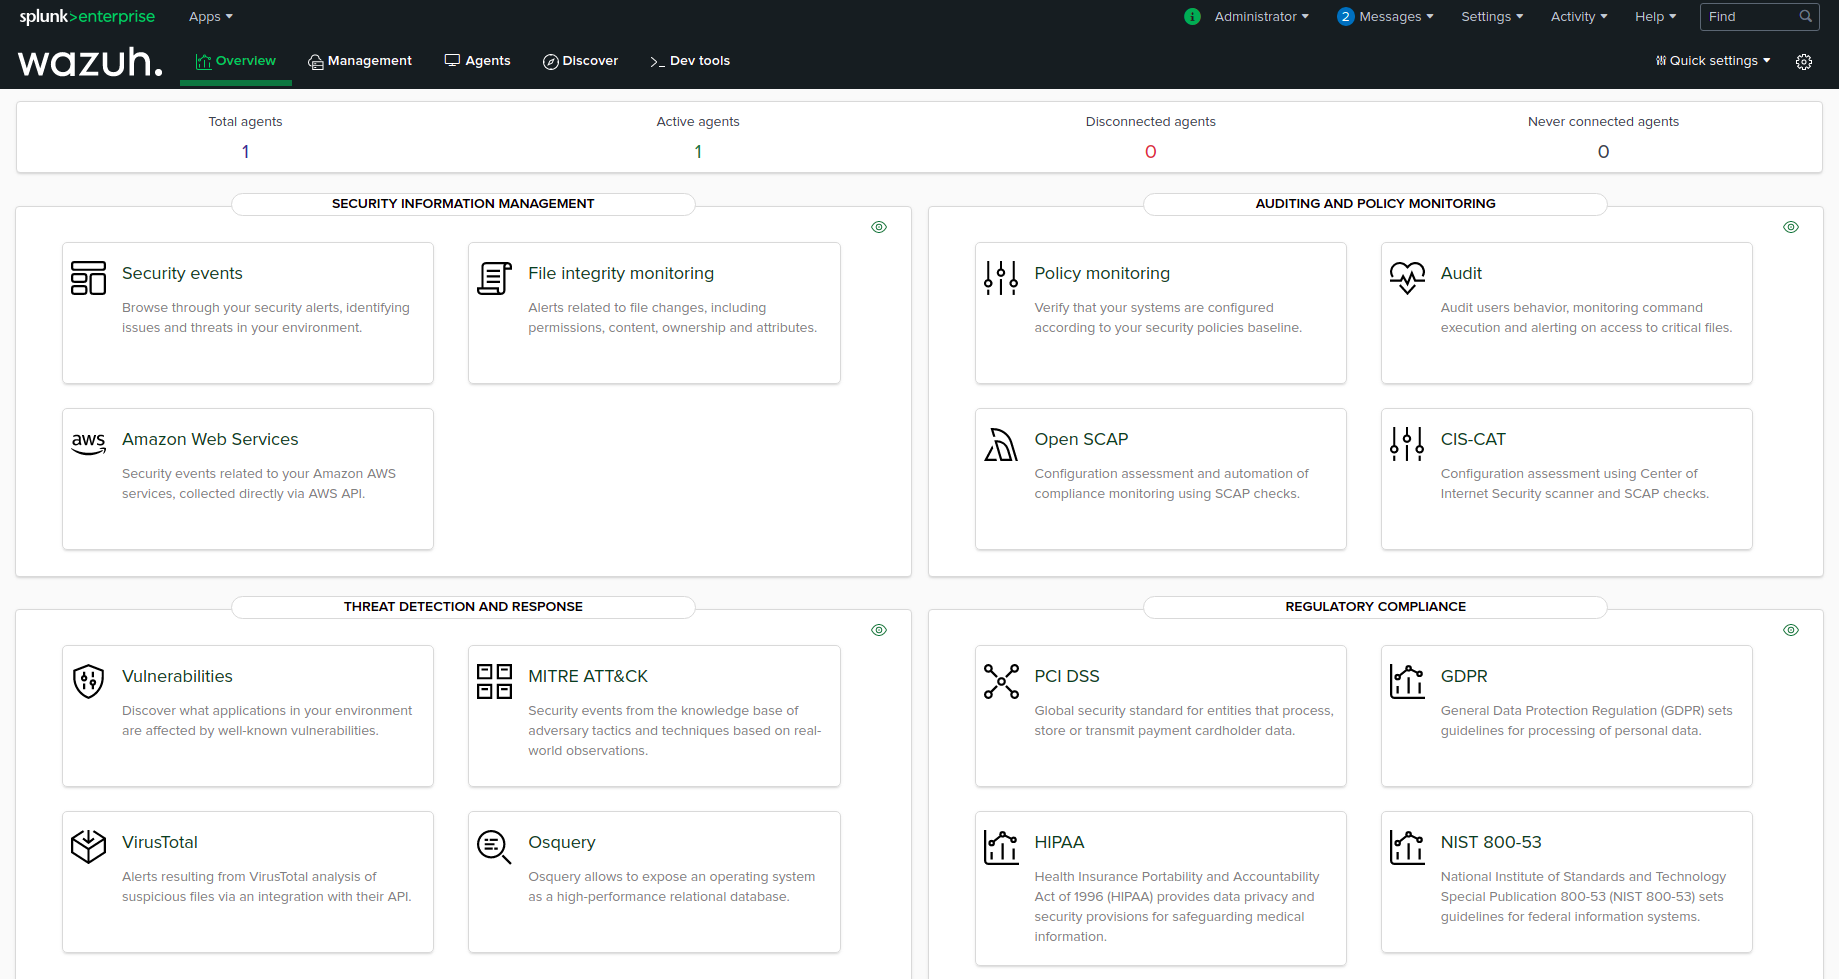 splunk>enterprise Apps i Administrator 2 Messages Settings Activity Help Find
wazuh. Overview Management Agents Discover >_ Dev tools Quick settings
Total agents Active agents Disconnected agents Never connected agents
1 1 0 0
SECURITY INFORMATION MANAGEMENT
Security events
Browse through your security alerts, identifying
issues and threats in your environment.
File integrity monitoring
Alerts related to file changes, including
permissions, content, ownership and attributes.
aws
Amazon Web Services
Security events related to your Amazon AWS
services, collected directly via AWS API.
AUDITING AND POLICY MONITORING
Policy monitoring
Verify that your systems are configured
according to your security policies baseline.
Audit
Audit users behavior, monitoring command
execution and alerting on access to critical files.
Open SCAP
Configuration assessment and automation of
compliance monitoring using SCAP checks.
CIS-CAT
Configuration assessment using Center of
Internet Security scanner and SCAP checks.
THREAT DETECTION AND RESPONSE
Vulnerabilities
Discover what applications in your environment
are affected by well-known vulnerabilities.
MITRE ATT&CK
Security events from the knowledge base of
adversary tactics and techniques based on real-
world observations.
VirusTotal
Alerts resulting from VirusTotal analysis of
suspicious files via an integration with their API.
Osquery
Osquery allows to expose an operating system
as a high-performance relational database.
REGULATORY COMPLIANCE
PCI DSS
Global security standard for entities that process,
store or transmit payment cardholder data.
GDPR
General Data Protection Regulation (GDPR) sets
guidelines for processing of personal data.
HIPAA
Health Insurance Portability and Accountability
Act of 1996 (HIPAA) provides data privacy and
security provisions for safeguarding medical
information.
NIST 800-53
National Institute of Standards and Technology
Special Publication 800-53 (NIST 800-53) sets
guidelines for federal information systems.